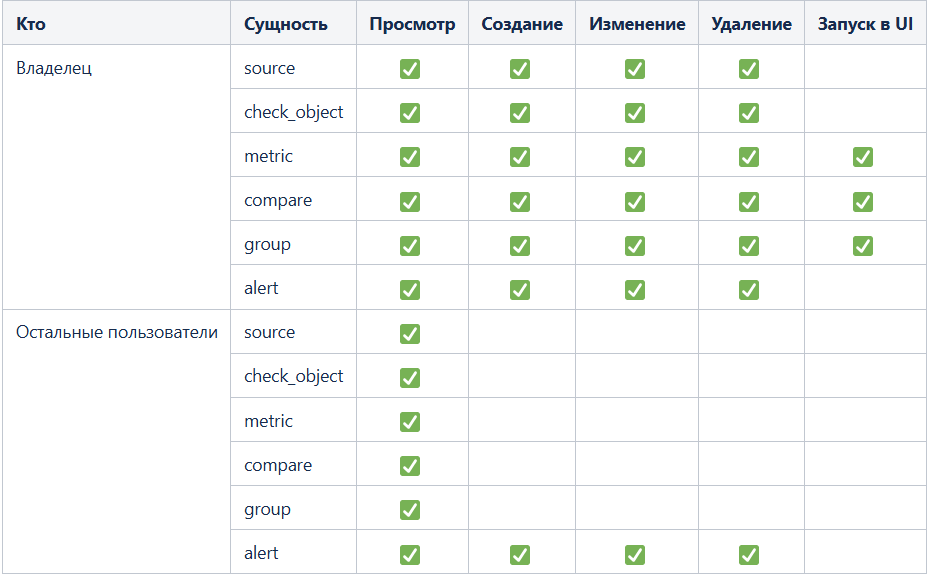 Кто Сущность Просмотр Создание Изменение Удаление Запуск в UI
Владелец source ✅ ✅ ✅ ✅
check_object ✅ ✅ ✅ ✅
metric ✅ ✅ ✅ ✅ ✅
compare ✅ ✅ ✅ ✅ ✅
group ✅ ✅ ✅ ✅ ✅
alert ✅ ✅ ✅ ✅
Остальные пользователи source ✅
check_object ✅
metric ✅
compare ✅
group ✅
alert ✅ ✅ ✅ ✅